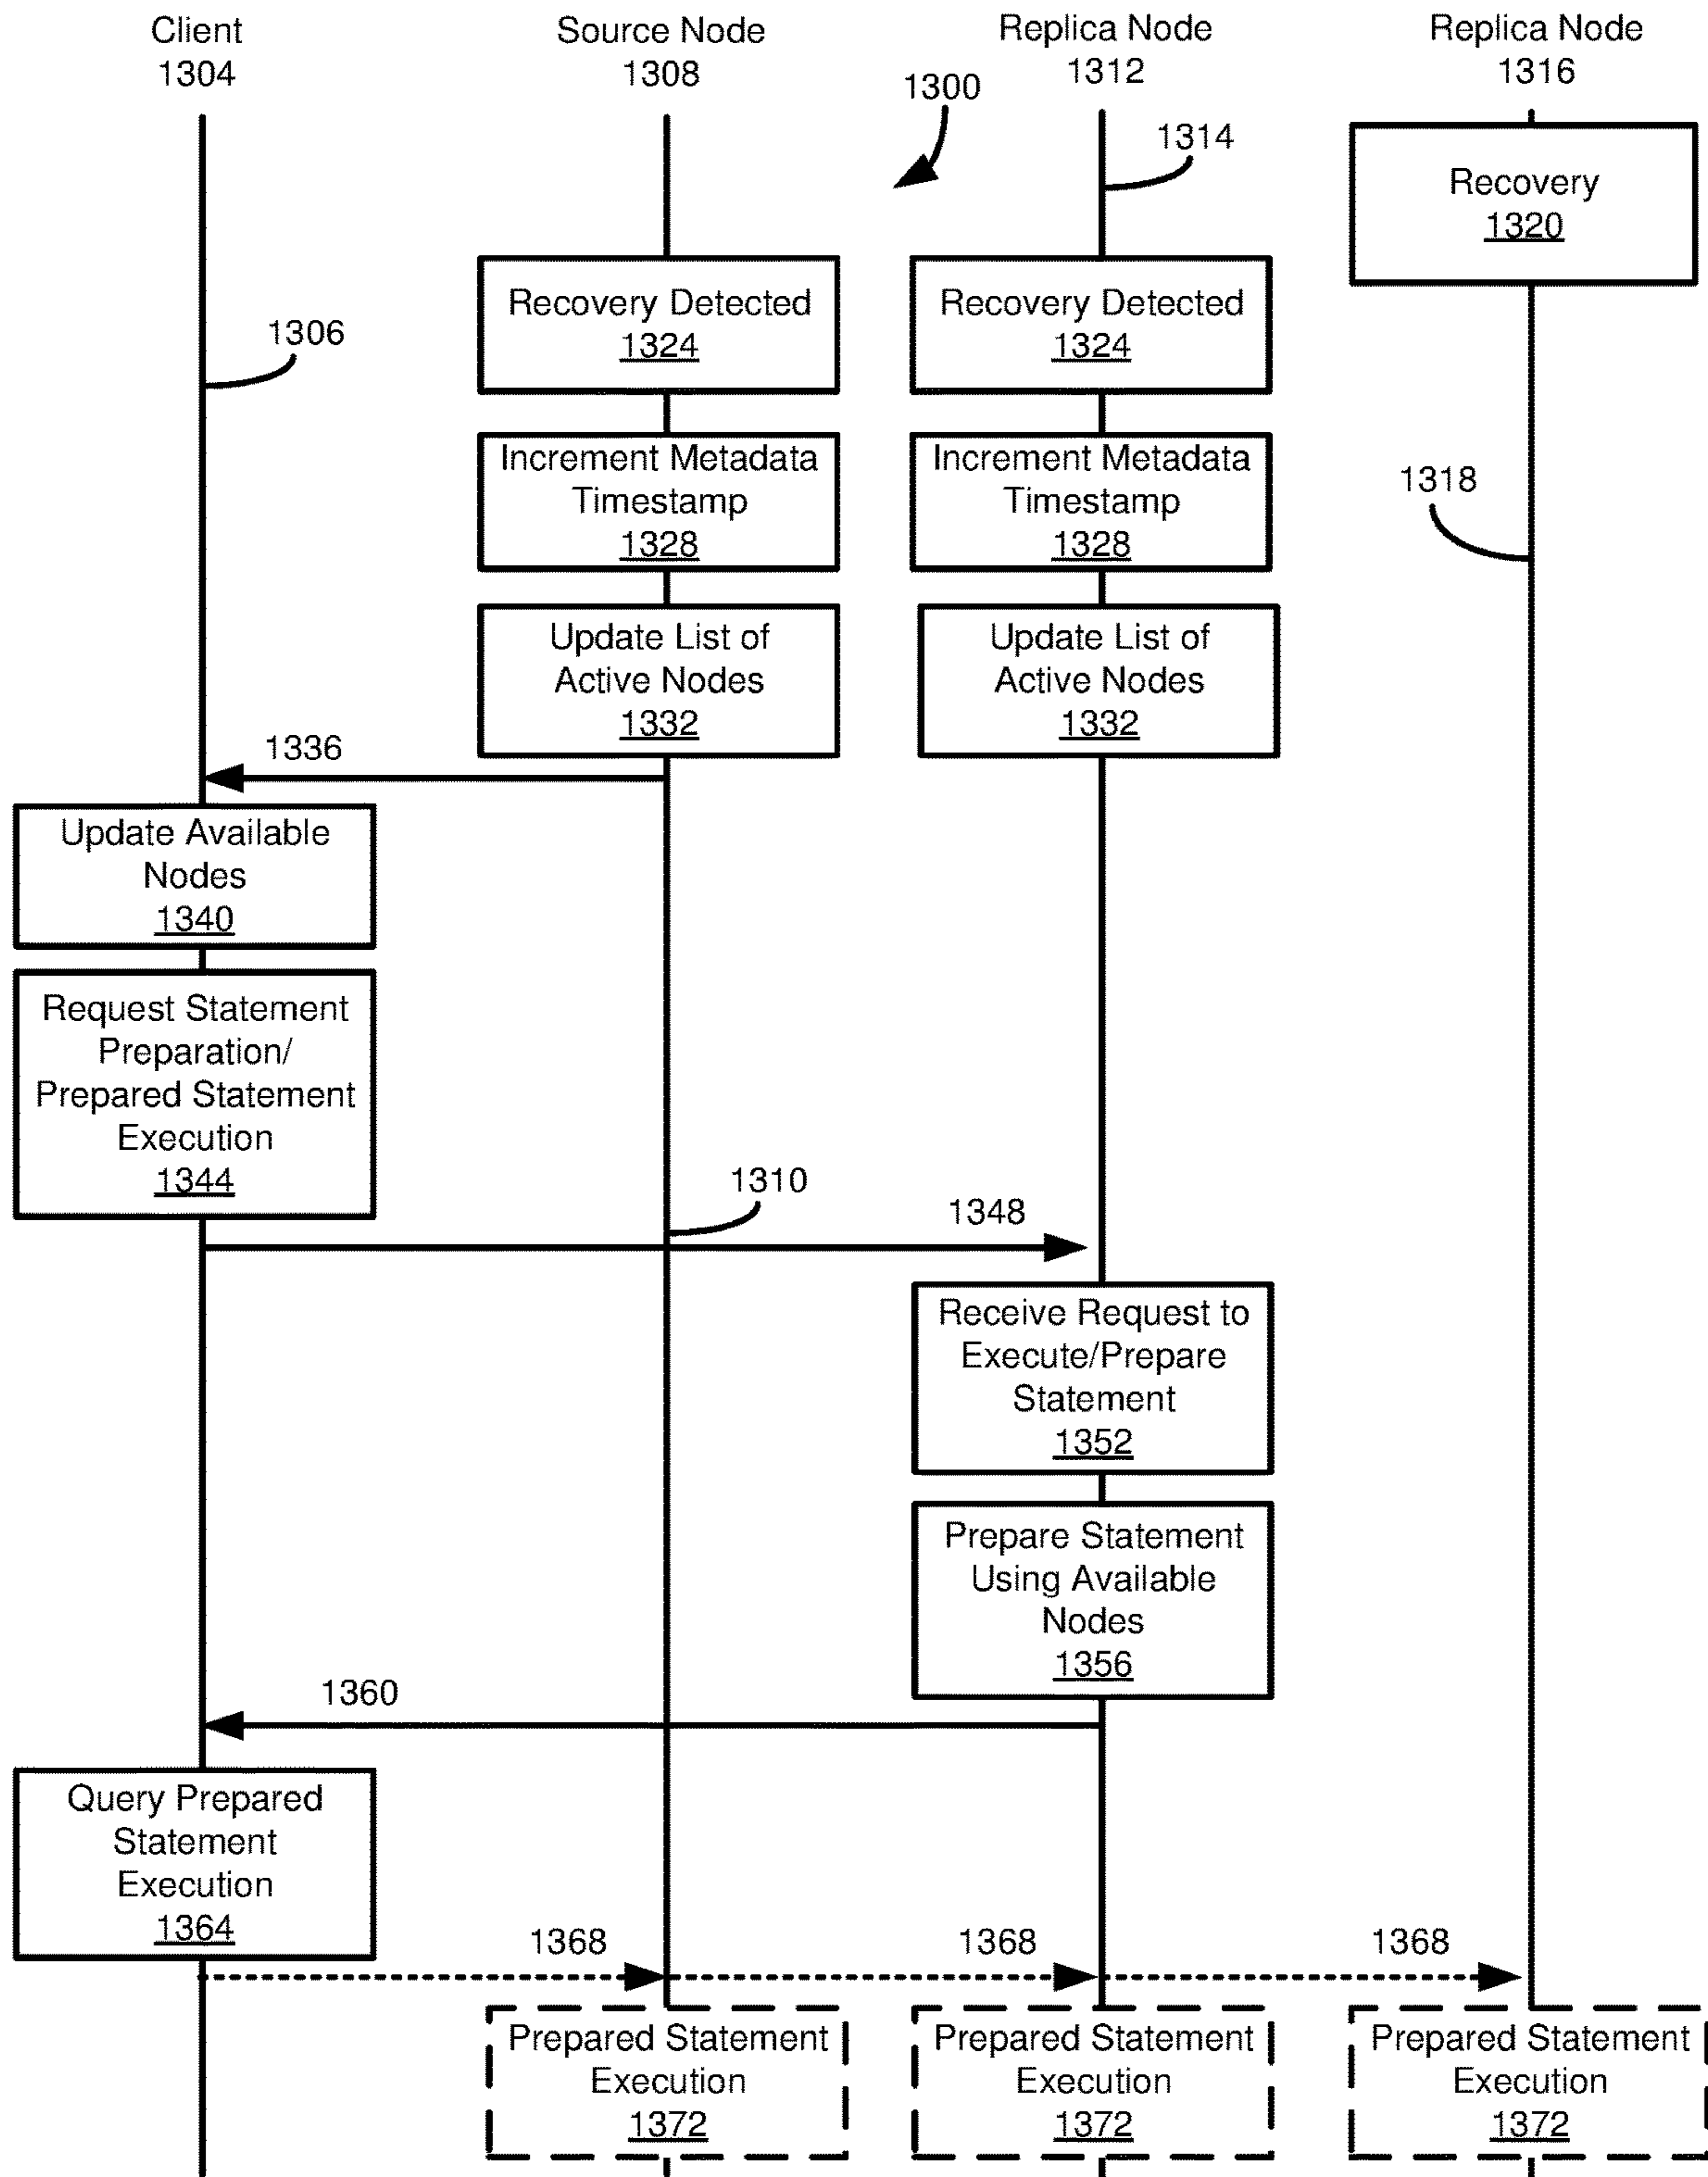 Client
1304
Source Node
1308
Replica Node
1312
Replica Node
1316
1300
1314
Recovery
1320
Recovery Detected
1324
Recovery Detected
1324
1306
Increment Metadata
Timestamp
1328
Increment Metadata
Timestamp
1328
1318
Update List of
Active Nodes
1332
Update List of
Active Nodes
1332
1336
Update Available
Nodes
1340
Request Statement
Preparation/
Prepared Statement
Execution
1344
1310
1348
Receive Request to
Execute/Prepare
Statement
1352
Prepare Statement
Using Available
Nodes
1356
1360
Query Prepared
Statement
Execution
1364
1368
1368
1368
Prepared Statement
Execution
1372
Prepared Statement
Execution
1372
Prepared Statement
Execution
1372